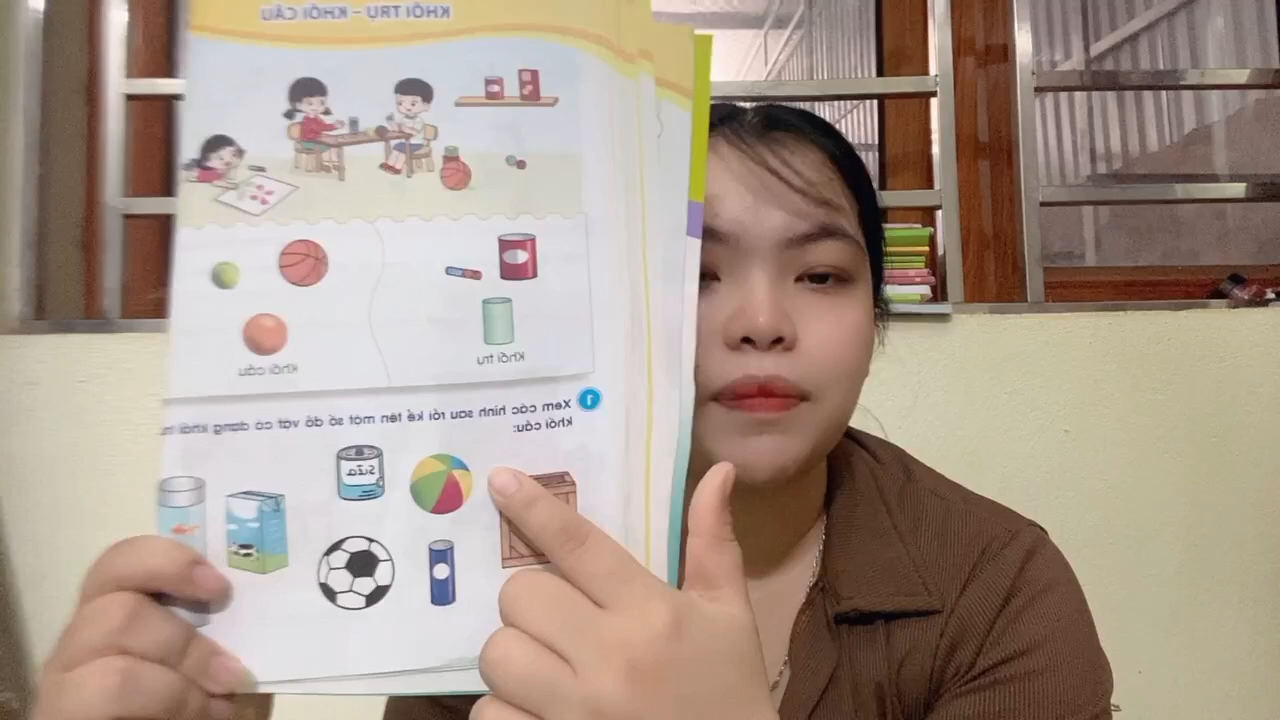 KHỐI TRỤ – KHỐI CẦU
Khối trụ
Khối cầu
1
Xem các hình sau rồi kể tên một số đồ vật có dạng khối
khối cầu:
Sữa